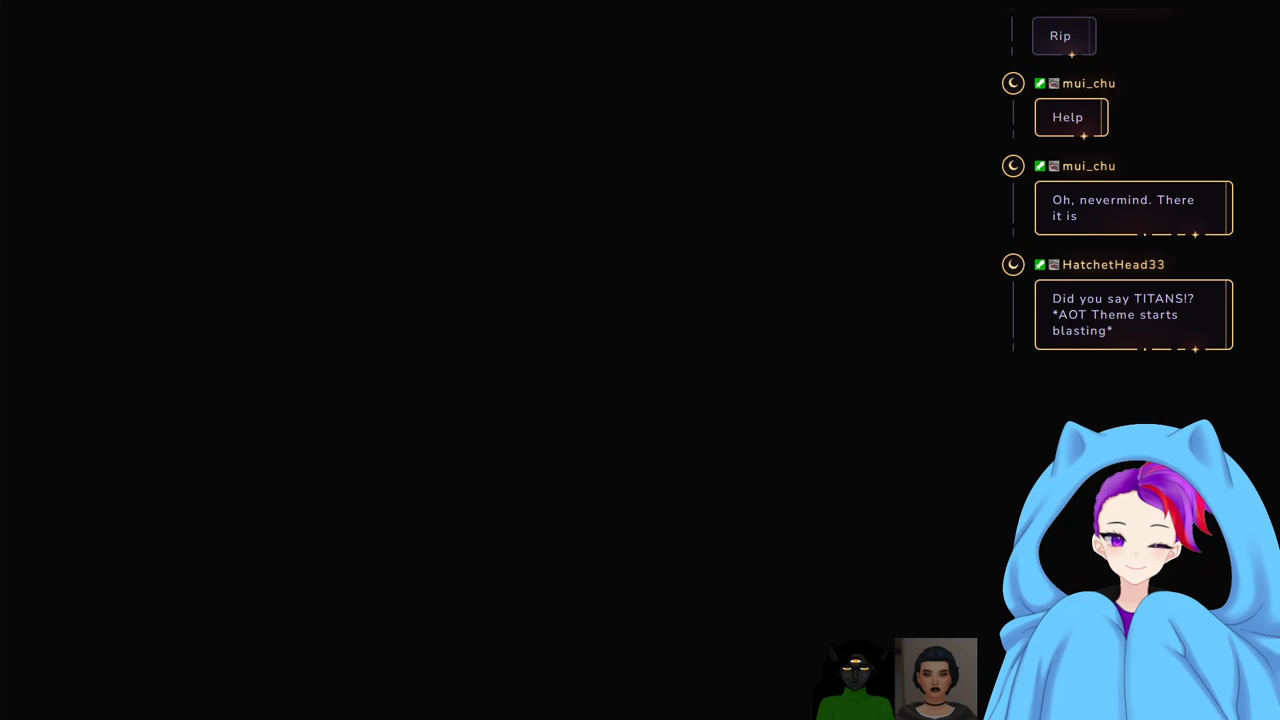 Rip
mui_chu
Help
mui_chu
Oh, nevermind. There
it is
HatchetHead33
Did you say TITANS!?
*AOT Theme starts
blasting*